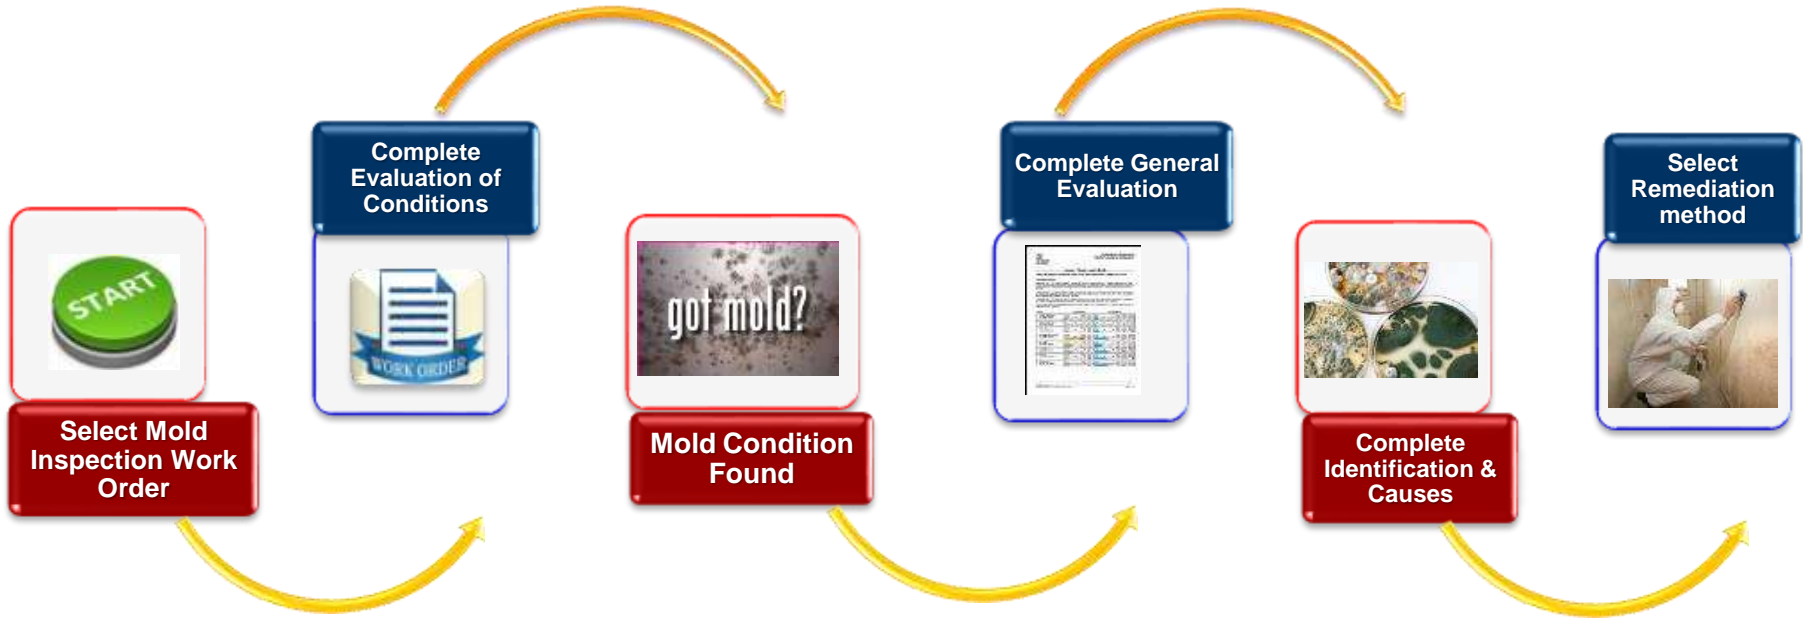 START
Select Mold
Inspection Work
Order
Complete
Evaluation of
Conditions
WORK ORDER
got mold?
Mold Condition
Found
Complete General
Evaluation
Complete
Identification &
Causes
Select
Remediation
method